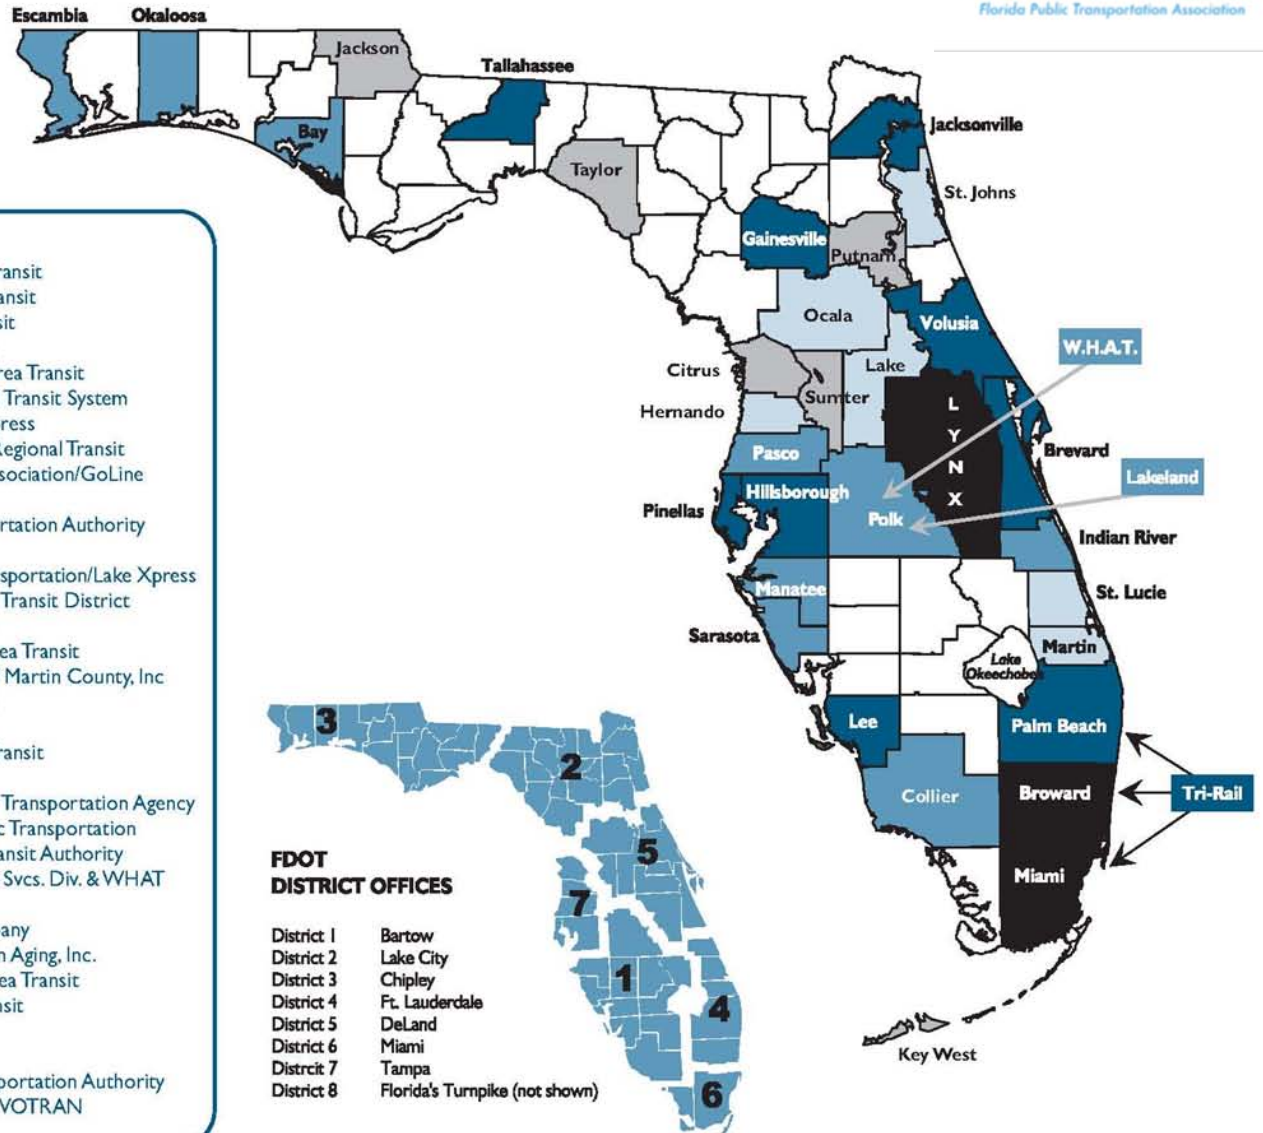 Florida Public Transportation Association
Escambia
Okaloosa
Jackson
Tallahassee
Bay
Jacksonville
Taylor
St. Johns
Gainesville
Putnam
Ocala
Volusia
W.H.A.T.
Citrus
Lake
Sumter
Hernando
L
Y
N
X
Pasco
Brevard
Lakeland
Hillsborough
Pinellas
Polk
Indian River
Manatee
St. Lucie
Sarasota
Martin
Lake
Okeechobee
Lee
Palm Beach
Collier
Broward
Tri-Rail
Miami
Key West
ransit
ansit
sit
rea Transit
Transit System
ress
Regional Transit
sociation/GoLine
rtation Authority
sportation/Lake Xpress
Transit District
ea Transit
Martin County, Inc
ransit
Transportation Agency
c Transportation
ansit Authority
Svcs. Div. & WHAT
pany
n Aging, Inc.
ea Transit
nsit
portation Authority
VOTRAN
3
2
5
7
1
4
6
FDOT
DISTRICT OFFICES
District 1 Bartow
District 2 Lake City
District 3 Chipley
District 4 Ft. Lauderdale
District 5 DeLand
District 6 Miami
Distrcit 7 Tampa
District 8 Florida's Turnpike (not shown)